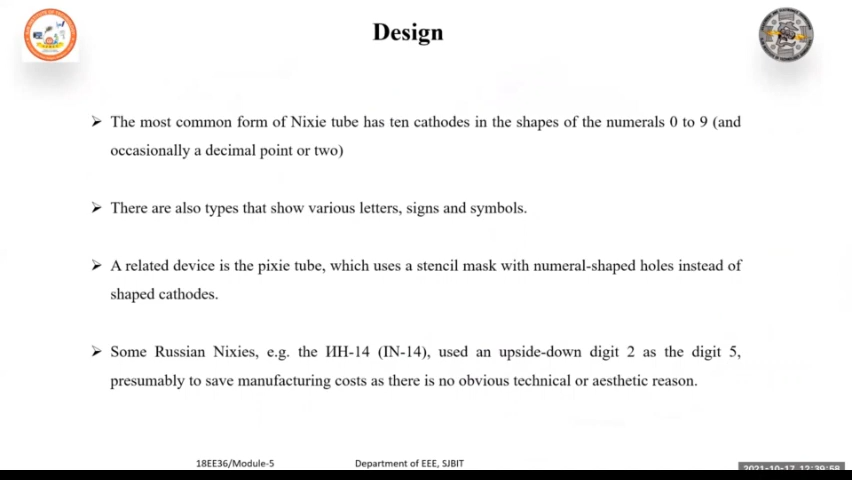 Design
➢ The most common form of Nixie tube has ten cathodes in the shapes of the numerals 0 to 9 (and
occasionally a decimal point or two)
➢ There are also types that show various letters, signs and symbols.
➢ A related device is the pixie tube, which uses a stencil mask with numeral-shaped holes instead of
shaped cathodes.
➢ Some Russian Nixies, e.g. the ИН-14 (IN-14), used an upside-down digit 2 as the digit 5,
presumably to save manufacturing costs as there is no obvious technical or aesthetic reason.
18EE36/Module-5 Department of EEE, SJBIT
2021-10-17 12:39:58